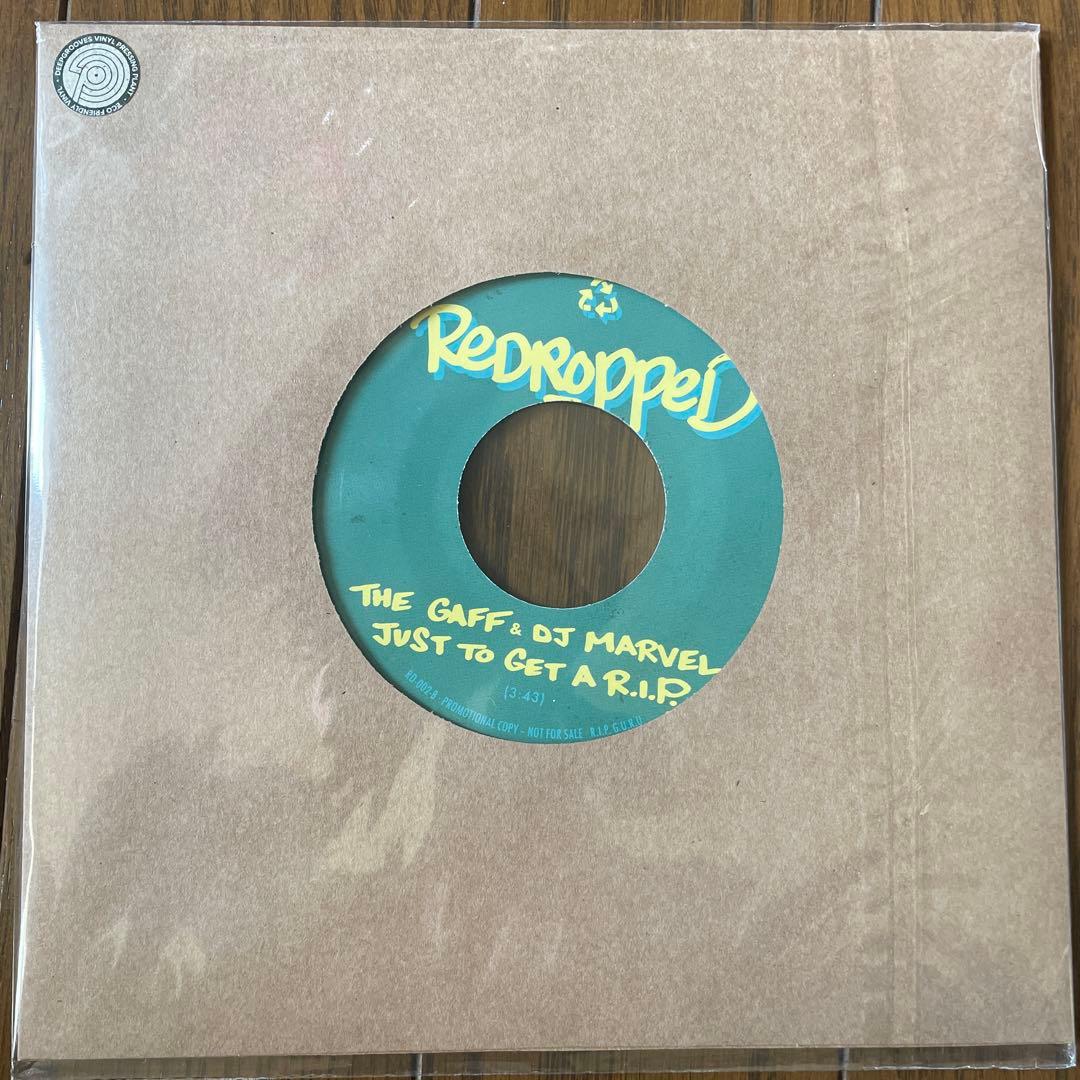 DEEPGROOVES VINYL PRESSING PLANT · ECO FRIENDLY VINYL ·
REDROPPED
THE GAFF & DJ MARVEL
JUST TO GET A R.I.P.
(3:43)
RD-002-B · PROMOTIONAL COPY – NOT FOR SALE R.I.P. G.U.R.U.